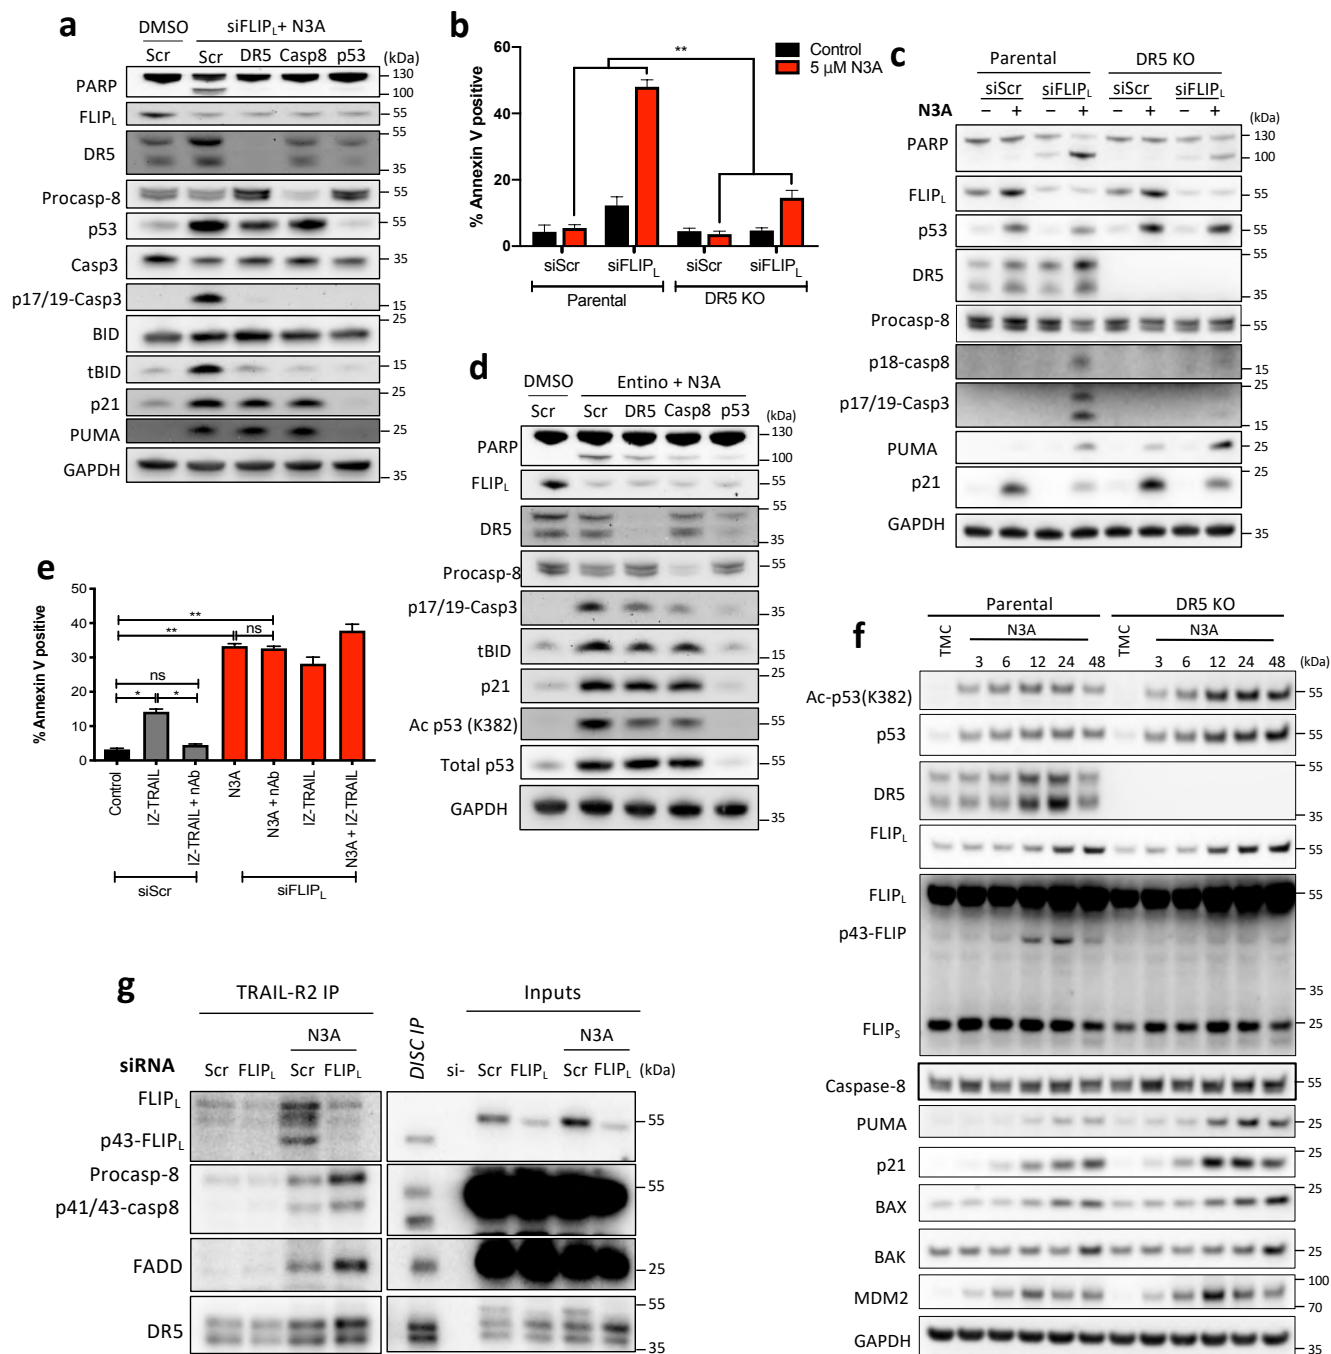 a
DMSO siFLIPL+ N3A
Scr Scr DR5 Casp8 p53 (kDa)
PARP 130 100
FLIPL 55
DR5 55 35
Procasp-8 55
p53 55
Casp3 35
p17/19-Casp3 15
BID 25
tBID 15
p21 25
PUMA 25
GAPDH 35
b
% Annexin V positive
60
40
20
0
**
Control
5 µM N3A
siScr siFLIPL siScr siFLIPL
Parental DR5 KO
c
Parental DR5 KO
siScr siFLIPL siScr siFLIPL
N3A − + − + − + − + (kDa)
PARP 130 100
FLIPL 55
p53 55
DR5 55 35
Procasp-8 55
p18-casp8 15
p17/19-Casp3 25 15
PUMA 25
p21 25
GAPDH 35
d
DMSO Entino + N3A
Scr Scr DR5 Casp8 p53 (kDa)
PARP 130 100
FLIPL 55
DR5 55 35
Procasp-8 55
p17/19-Casp3 35
tBID 15
p21 25
Ac p53 (K382) 55
Total p53 55
GAPDH 35
e
% Annexin V positive
50
40
30
20
10
0
**
** ns
ns
* *
Control IZ-TRAIL IZ-TRAIL + nAb N3A N3A + nAb IZ-TRAIL N3A + IZ-TRAIL
siScr siFLIPL
f
Parental DR5 KO
TMC N3A TMC N3A
3 6 12 24 48 3 6 12 24 48 (kDa)
Ac-p53(K382) 55
p53 55
DR5 55 35
FLIPL 55
FLIPL 55
p43-FLIP
35
FLIPS 25
Caspase-8 55
PUMA 25
p21 25
BAX 25
BAK 25
MDM2 100 70
GAPDH 35
g
TRAIL-R2 IP Inputs
N3A DISC IP N3A
siRNA Scr FLIPL Scr FLIPL si- Scr FLIPL Scr FLIPL (kDa)
FLIPL 55
p43-FLIPL
Procasp-8 55
p41/43-casp8
FADD 25
DR5 55 35